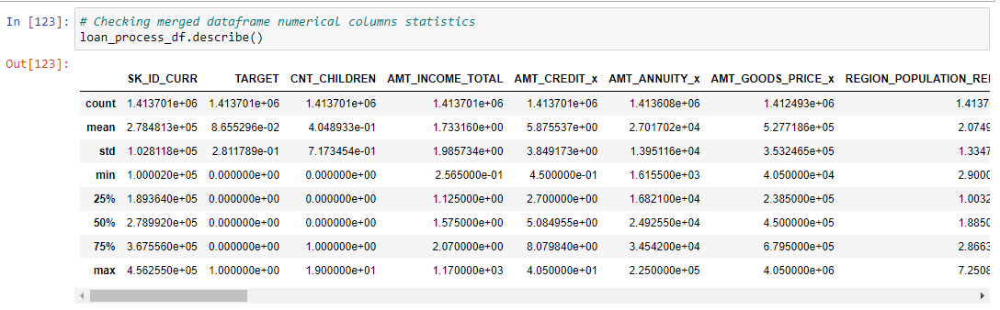 In [123]: # Checking merged dataframe numerical columns statistics
loan_process_df.describe()
Out[123]:
SK_ID_CURR TARGET CNT_CHILDREN AMT_INCOME_TOTAL AMT_CREDIT_x AMT_ANNUITY_x AMT_GOODS_PRICE_x REGION_POPULATION_REL
count 1.413701e+06 1.413701e+06 1.413701e+06 1.413701e+06 1.413701e+06 1.413608e+06 1.412493e+06 1.4137
mean 2.784813e+05 8.655296e-02 4.048933e-01 1.733160e+00 5.875537e+00 2.701702e+04 5.277186e+05 2.0749
std 1.028118e+05 2.811789e-01 7.173454e-01 1.985734e+00 3.849173e+00 1.395116e+04 3.532465e+05 1.3347
min 1.000020e+05 0.000000e+00 0.000000e+00 2.565000e-01 4.500000e-01 1.615500e+03 4.050000e+04 2.9000
25% 1.893640e+05 0.000000e+00 0.000000e+00 1.125000e+00 2.700000e+00 1.682100e+04 2.385000e+05 1.0032
50% 2.789920e+05 0.000000e+00 0.000000e+00 1.575000e+00 5.084955e+00 2.492550e+04 4.500000e+05 1.8850
75% 3.675560e+05 0.000000e+00 1.000000e+00 2.070000e+00 8.079840e+00 3.454200e+04 6.795000e+05 2.8663
max 4.562550e+05 1.000000e+00 1.900000e+01 1.170000e+03 4.050000e+01 2.250000e+05 4.050000e+06 7.2508